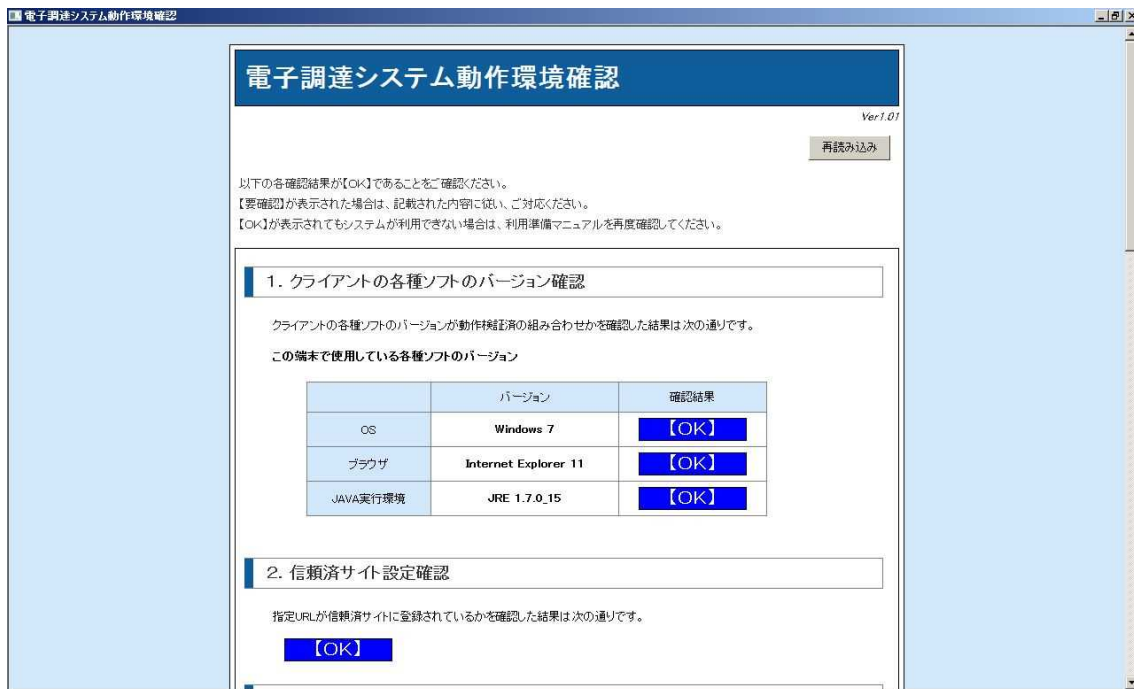 電子調達システム動作環境確認
電子調達システム動作環境確認
Ver1.01
再読み込み
以下の各確認結果が【OK】であることをご確認ください。
【要確認】が表示された場合は、記載された内容に従い、ご対応ください。
【OK】が表示されてもシステムが利用できない場合は、利用準備マニュアルを再度確認してください。
1. クライアントの各種ソフトのバージョン確認
クライアントの各種ソフトのバージョンが動作検証済の組み合わせかを確認した結果は次の通りです。
この端末で使用している各種ソフトのバージョン
バージョン 確認結果
OS Windows 7 【OK】
ブラウザ Internet Explorer 11 【OK】
JAVA実行環境 JRE 1.7.0_15 【OK】
2. 信頼済サイト設定確認
指定URLが信頼済サイトに登録されているかを確認した結果は次の通りです。
【OK】